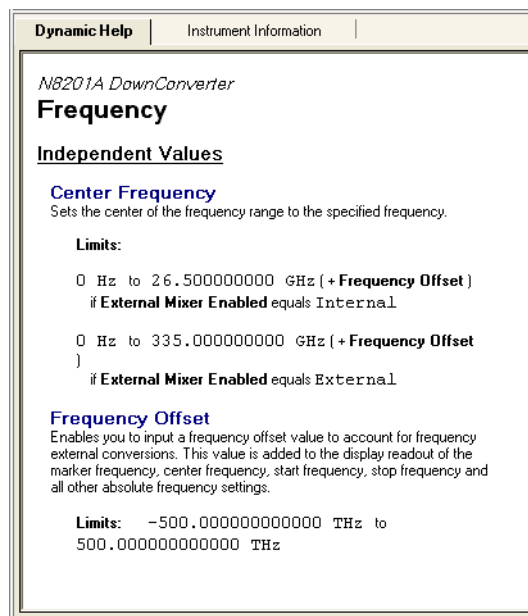 Dynamic Help
Instrument Information
N8201A DownConverter
Frequency
Independent Values
Center Frequency
Sets the center of the frequency range to the specified frequency.
Limits:
0 Hz to 26.500000000 GHz ( + Frequency Offset )
if External Mixer Enabled equals Internal
0 Hz to 335.000000000 GHz ( + Frequency Offset
)
if External Mixer Enabled equals External
Frequency Offset
Enables you to input a frequency offset value to account for frequency
external conversions. This value is added to the display readout of the
marker frequency, center frequency, start frequency, stop frequency and
all other absolute frequency settings.
Limits: -500.000000000000 THz to
500.000000000000 THz